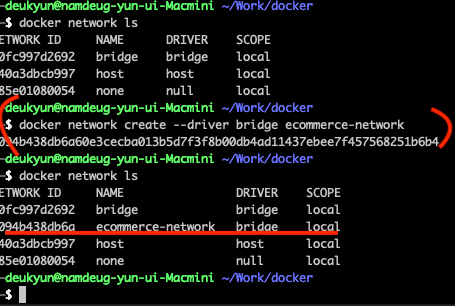 deukyun@namdeug-yun-ui-Macmini ~/Work/docker
$ docker network ls
ETWORK ID NAME DRIVER SCOPE
0fc997d2692 bridge bridge local
40a3dbcb997 host host local
85e01080054 none null local
deukyun@namdeug-yun-ui-Macmini ~/Work/docker
$ docker network create --driver bridge ecommerce-network
094b438db6a60e3cecba013b5d7f3f8b00db4ad11437ebee7f457568251b6b4
deukyun@namdeug-yun-ui-Macmini ~/Work/docker
$ docker network ls
ETWORK ID NAME DRIVER SCOPE
0fc997d2692 bridge bridge local
094b438db6a ecommerce-network bridge local
40a3dbcb997 host host local
85e01080054 none null local
deukyun@namdeug-yun-ui-Macmini ~/Work/docker
$